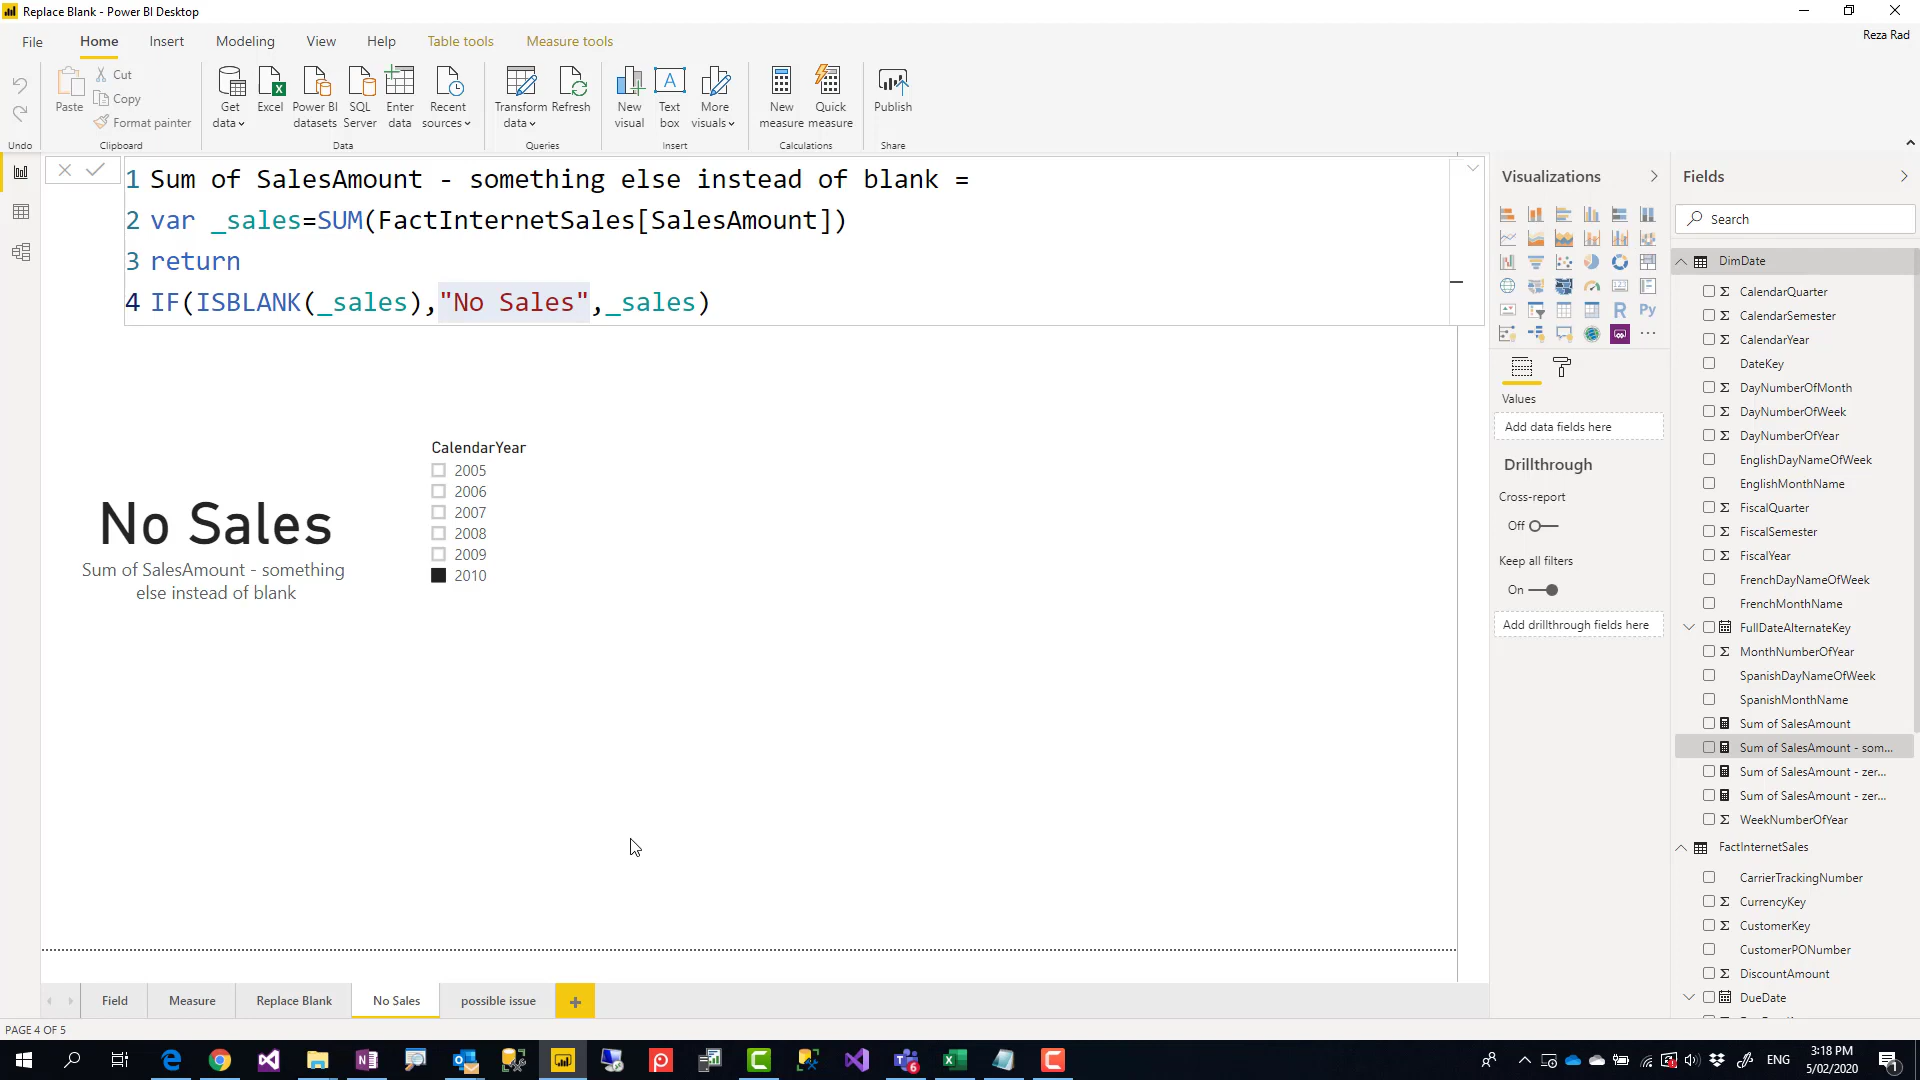 Replace Blank - Power BI Desktop
Reza Rad
File Home Insert Modeling View Help Table tools Measure tools
Paste
Cut
Copy
Format painter
Get data
Excel
Power BI datasets
SQL Server
Enter data
Recent sources
Transform data
Refresh
New visual
Text box
More visuals
New measure
Quick measure
Publish
Undo
Clipboard
Data
Queries
Insert
Calculations
Share
1 Sum of SalesAmount - something else instead of blank =
2 var _sales=SUM(FactInternetSales[SalesAmount])
3 return
4 IF(ISBLANK(_sales),"No Sales",_sales)
No Sales
Sum of SalesAmount - something
else instead of blank
CalendarYear
2005
2006
2007
2008
2009
2010
Visualizations
R
Py
Values
Add data fields here
Drillthrough
Cross-report
Off
Keep all filters
On
Add drillthrough fields here
Fields
Search
DimDate
CalendarQuarter
CalendarSemester
CalendarYear
DateKey
DayNumberOfMonth
DayNumberOfWeek
DayNumberOfYear
EnglishDayNameOfWeek
EnglishMonthName
FiscalQuarter
FiscalSemester
FiscalYear
FrenchDayNameOfWeek
FrenchMonthName
FullDateAlternateKey
MonthNumberOfYear
SpanishDayNameOfWeek
SpanishMonthName
Sum of SalesAmount
Sum of SalesAmount - som...
Sum of SalesAmount - zer...
Sum of SalesAmount - zer...
WeekNumberOfYear
FactInternetSales
CarrierTrackingNumber
CurrencyKey
CustomerKey
CustomerPONumber
DiscountAmount
DueDate
Field
Measure
Replace Blank
No Sales
possible issue
PAGE 4 OF 5
ENG
3:18 PM
5/02/2020